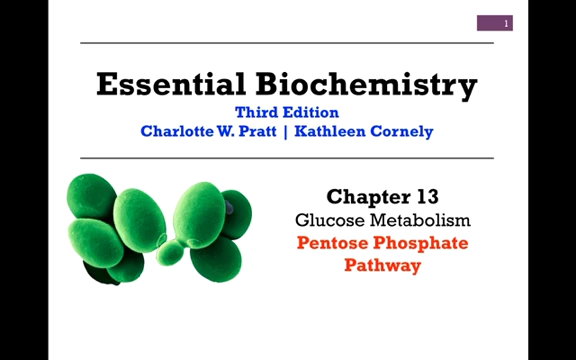 1
Essential Biochemistry
Third Edition
Charlotte W. Pratt | Kathleen Cornely
Chapter 13
Glucose Metabolism
Pentose Phosphate
Pathway